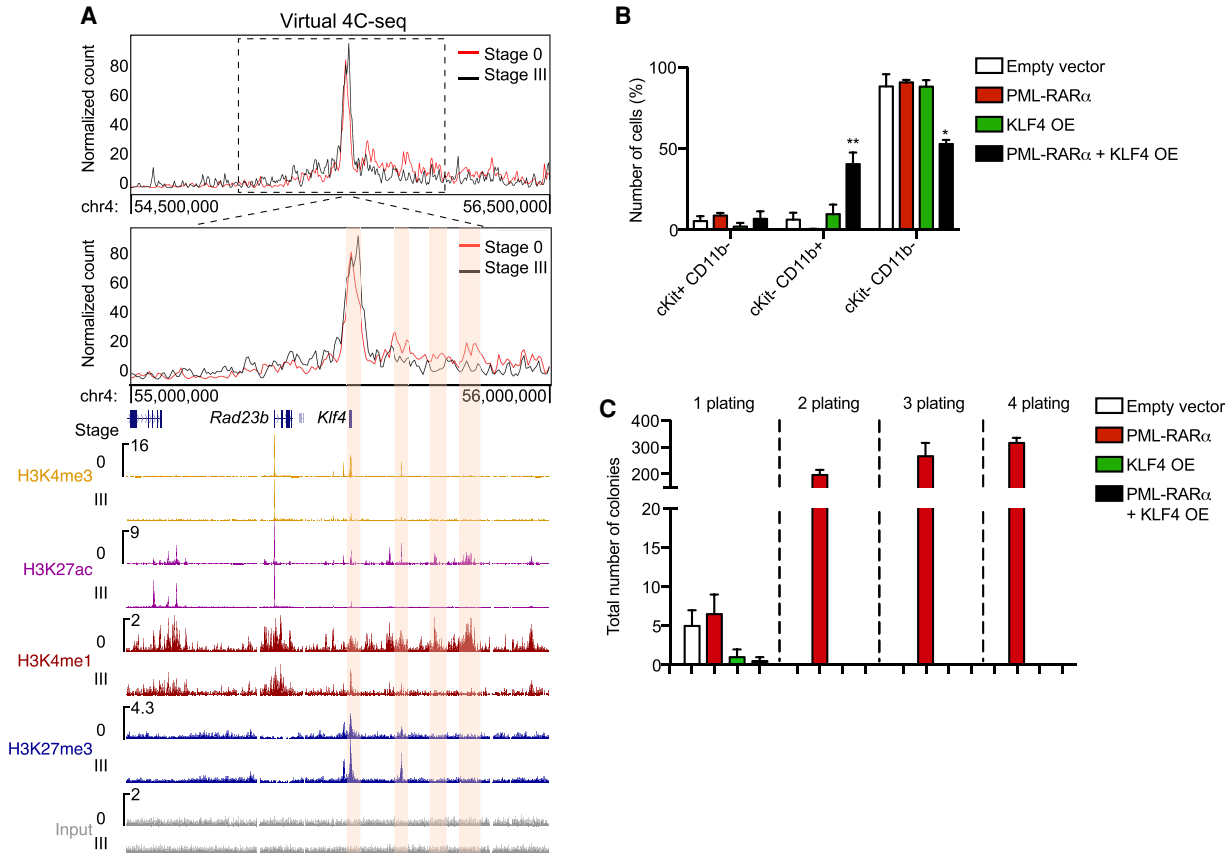 A
Virtual 4C-seq
Normalized count
80
60
40
20
0
Stage 0
Stage III
chr4:
54,500,000
56,500,000
Normalized count
80
60
40
20
0
Stage 0
Stage III
chr4:
55,000,000
56,000,000
Rad23b
Klf4
Stage
H3K4me3
0
16
III
H3K27ac
0
9
III
H3K4me1
0
2
III
H3K27me3
0
4.3
III
Input
0
2
III
B
Number of cells (%)
100
50
0
**
*
cKit+ CD11b-
cKit- CD11b+
cKit- CD11b-
Empty vector
PML-RARα
KLF4 OE
PML-RARα + KLF4 OE
C
1 plating
2 plating
3 plating
4 plating
Total number of colonies
400
300
200
20
15
10
5
0
Empty vector
PML-RARα
KLF4 OE
PML-RARα
+ KLF4 OE